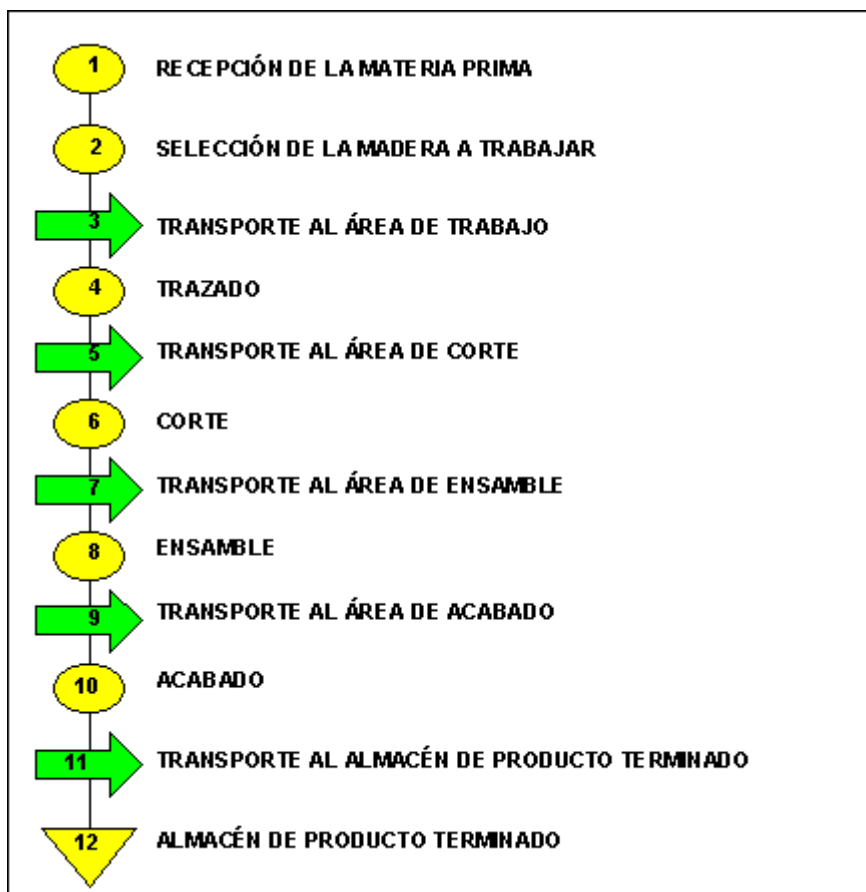 1 RECEPCIÓN DE LA MATERIA PRIMA
2 SELECCIÓN DE LA MADERA A TRABAJAR
3 TRANSPORTE AL ÁREA DE TRABAJO
4 TRAZADO
5 TRANSPORTE AL ÁREA DE CORTE
6 CORTE
7 TRANSPORTE AL ÁREA DE ENSAMBLE
8 ENSAMBLE
9 TRANSPORTE AL ÁREA DE ACABADO
10 ACABADO
11 TRANSPORTE AL ALMACÉN DE PRODUCTO TERMINADO
12 ALMACÉN DE PRODUCTO TERMINADO